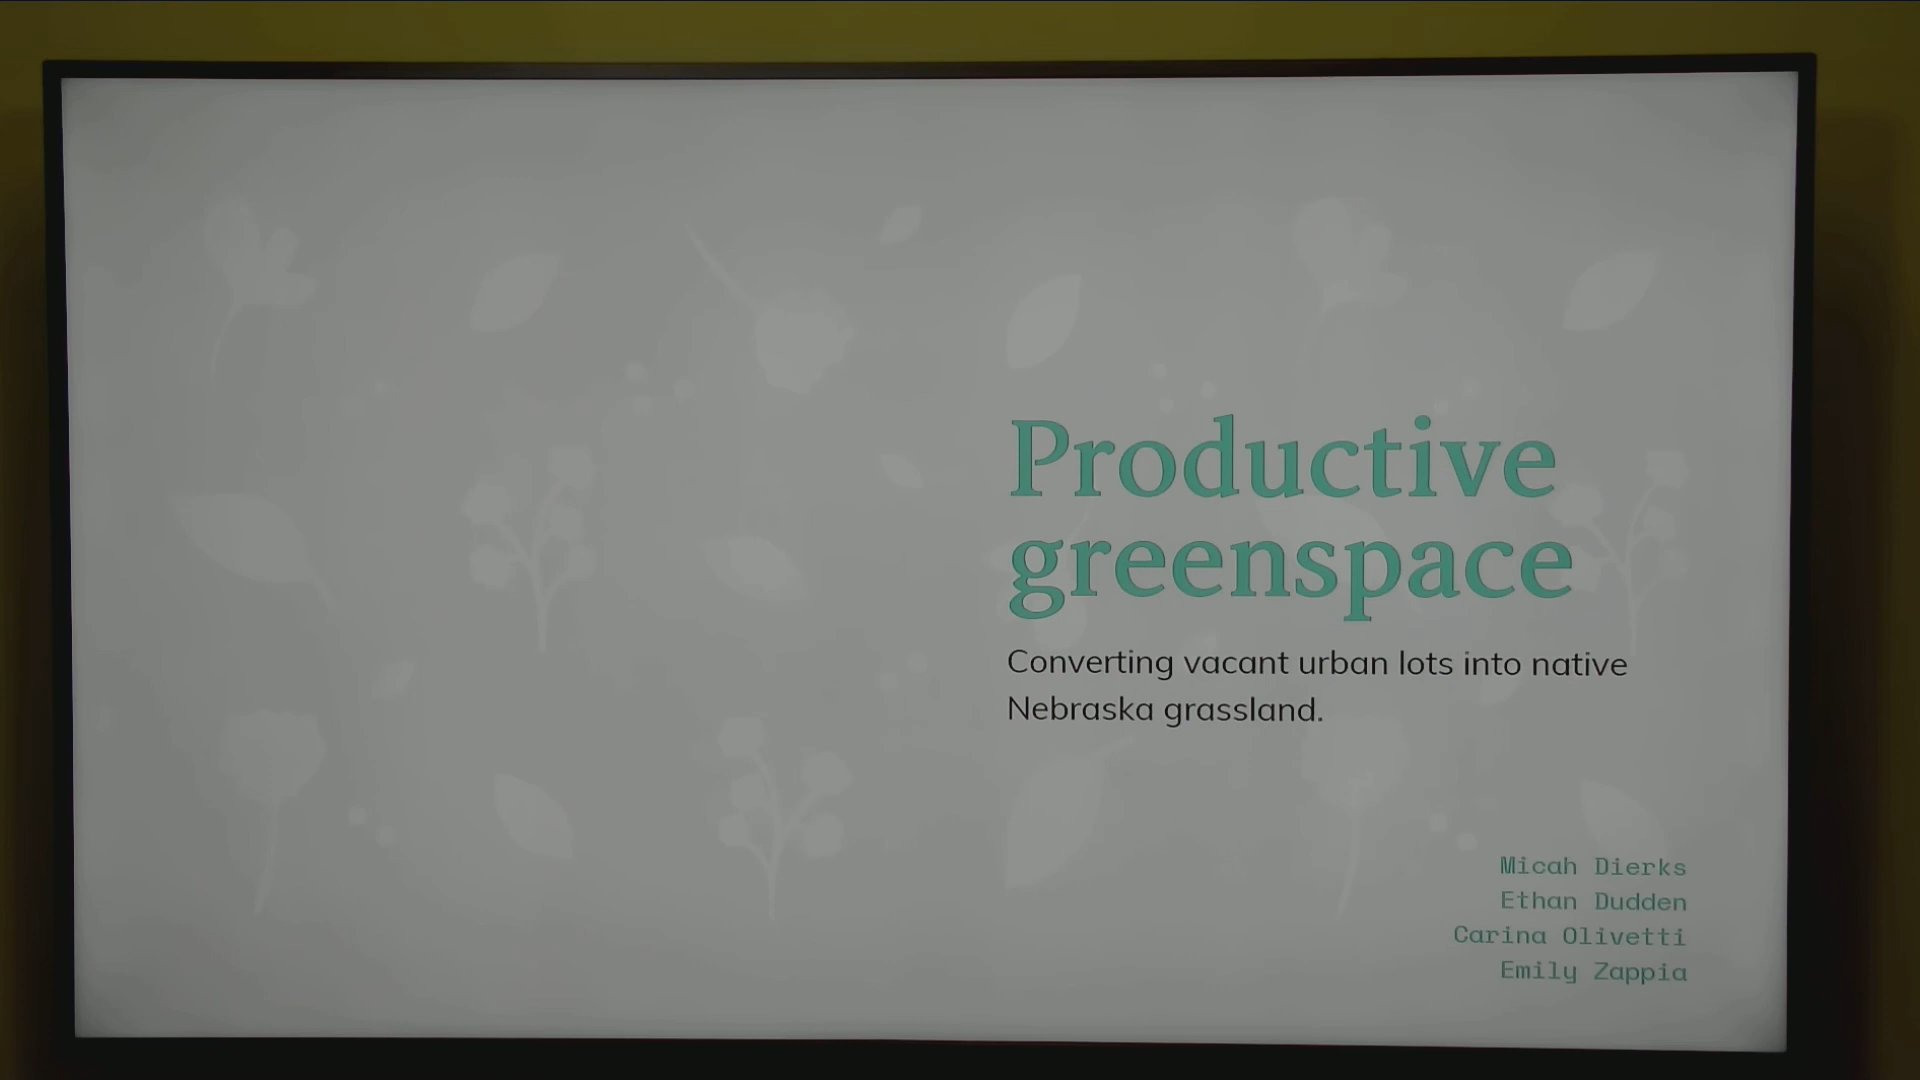 Productive
greenspace
Converting vacant urban lots into native
Nebraska grassland.
Micah Dierks
Ethan Dudden
Carina Olivetti
Emily Zappia